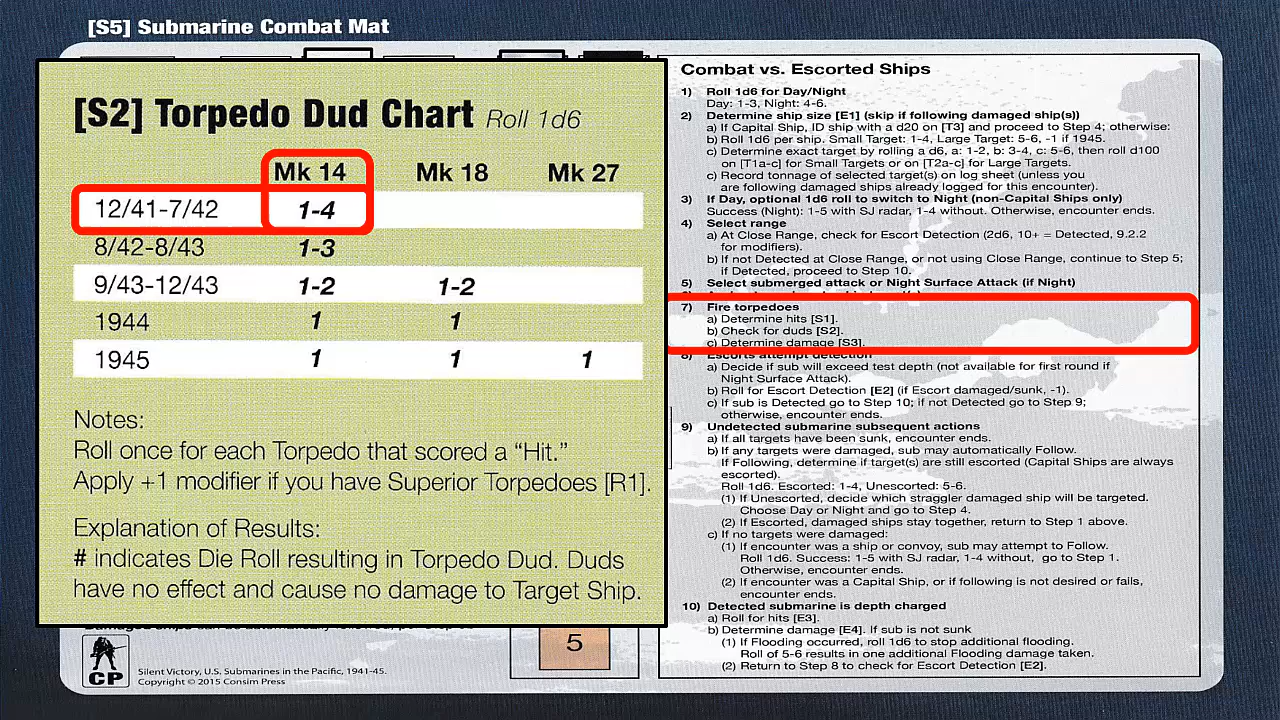 [S5] Submarine Combat Mat
[S2] Torpedo Dud Chart Roll 1d6
Mk 14 Mk 18 Mk 27
12/41-7/42 1-4
8/42-8/43 1-3
9/43-12/43 1-2 1-2
1944 1 1
1945 1 1 1
Notes:
Roll once for each Torpedo that scored a “Hit.”
Apply +1 modifier if you have Superior Torpedoes [R1].
Explanation of Results:
# indicates Die Roll resulting in Torpedo Dud. Duds
have no effect and cause no damage to Target Ship.
5
CP
Silent Victory, U.S. Submarines in the Pacific, 1941-45.
Copyright © 2015 Consim Press
Combat vs. Escorted Ships
1) Roll 1d6 for Day/Night
Day: 1-3, Night: 4-6.
2) Determine ship size [E1] (skip if following damaged ship(s))
a) If Capital Ship, ID ship with a d20 on [T3] and proceed to Step 4; otherwise:
b) Roll 1d6 per ship. Small Target: 1-4, Large Target: 5-6, -1 if 1945.
c) Determine exact target by rolling a d6, a: 1-2, b: 3-4, c: 5-6, then roll d100
on [T1a-c] for Small Targets or on [T2a-c] for Large Targets.
c) Record tonnage of selected target(s) on log sheet (unless you
are following damaged ships already logged for this encounter).
3) If Day, optional 1d6 roll to switch to Night (non-Capital Ships only)
Success (Night): 1-5 with SJ radar, 1-4 without. Otherwise, encounter ends.
4) Select range
a) At Close Range, check for Escort Detection (2d6, 10+ = Detected, 9.2.2
for modifiers).
b) If not Detected at Close Range, or not using Close Range, continue to Step 5;
if Detected, proceed to Step 10.
5) Select submerged attack or Night Surface Attack (if Night)
7) Fire torpedoes
a) Determine hits [S1].
b) Check for duds [S2].
c) Determine damage [S3].
8) Escorts attempt detection
a) Decide if sub will exceed test depth (not available for first round if
Night Surface Attack).
b) Roll for Escort Detection [E2] (if Escort damaged/sunk, -1).
c) If sub is Detected go to Step 10; if not Detected go to Step 9;
otherwise, encounter ends.
9) Undetected submarine subsequent actions
a) If all targets have been sunk, encounter ends.
b) If any targets were damaged, sub may automatically Follow.
If Following, determine if target(s) are still escorted (Capital Ships are always
escorted).
Roll 1d6. Escorted: 1-4, Unescorted: 5-6.
(1) If Unescorted, decide which straggler damaged ship will be targeted.
Choose Day or Night and go to Step 4.
(2) If Escorted, damaged ships stay together, return to Step 1 above.
c) If no targets were damaged:
(1) If encounter was a ship or convoy, sub may attempt to Follow.
Roll 1d6. Success: 1-5 with SJ radar, 1-4 without, go to Step 1.
Otherwise, encounter ends.
(2) If encounter was a Capital Ship, or if following is not desired or fails,
encounter ends.
10) Detected submarine is depth charged
a) Roll for hits [E3].
b) Determine damage [E4]. If sub is not sunk
(1) If Flooding occurred, roll 1d6 to stop additional flooding.
Roll of 5-6 results in one additional Flooding damage taken.
(2) Return to Step 8 to check for Escort Detection [E2].